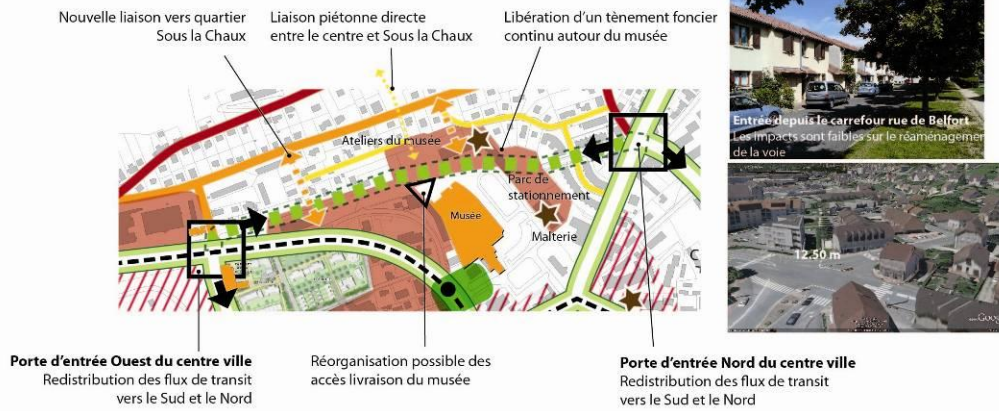 Nouvelle liaison vers quartier
Sous la Chaux
Liaison piétonne directe
entre le centre et Sous la Chaux
Libération d'un tènement foncier
continu autour du musée
Entrée depuis le carrefour rue de Belfort
Les impacts sont faibles sur le réaménagemen
de la voie
Ateliers du musée
Parc de
stationnement
Musée
Malterie
12.50 m
Porte d'entrée Ouest du centre ville
Redistribution des flux de transit
vers le Sud et le Nord
Réorganisation possible des
accès livraison du musée
Porte d'entrée Nord du centre ville
Redistribution des flux de transit
vers le Sud et le Nord